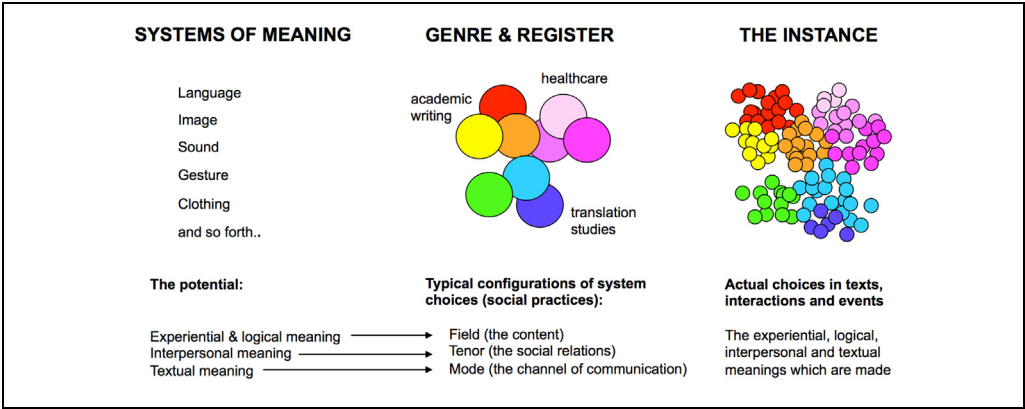 SYSTEMS OF MEANING
Language
Image
Sound
Gesture
Clothing
and so forth..
The potential:
Experiential & logical meaning
Interpersonal meaning
Textual meaning
GENRE & REGISTER
healthcare
academic
writing
translation
studies
Typical configurations of system
choices (social practices):
Field (the content)
Tenor (the social relations)
Mode (the channel of communication)
THE INSTANCE
Actual choices in texts,
interactions and events
The experiential, logical,
interpersonal and textual
meanings which are made